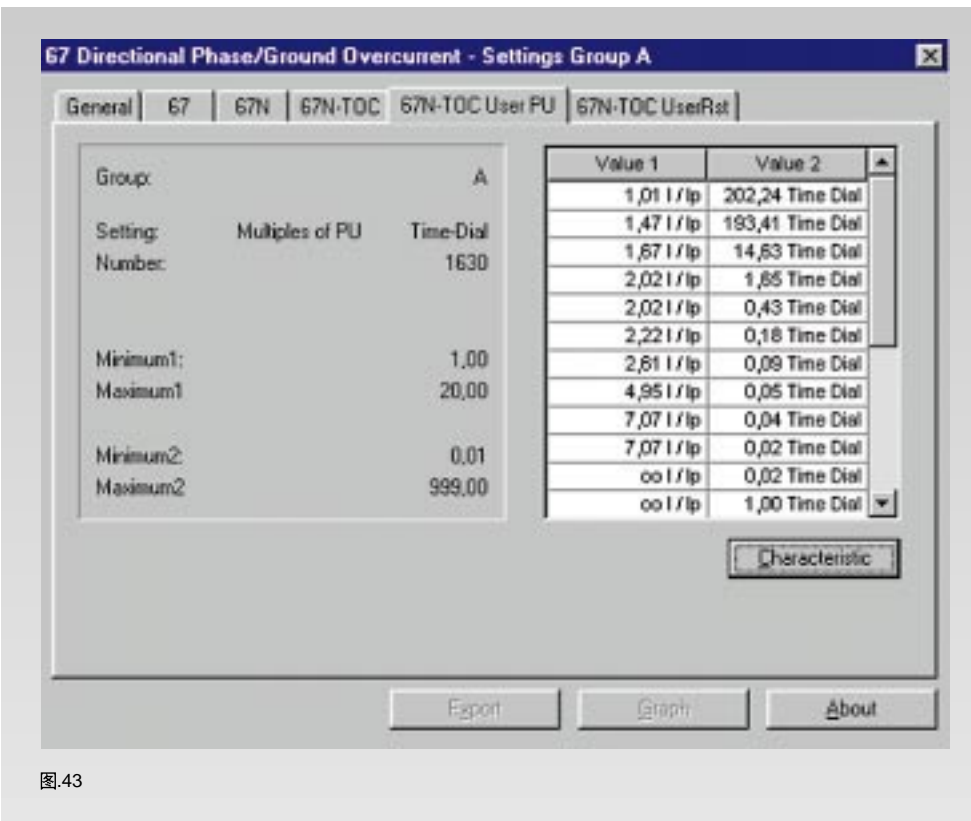 67 Directional Phase/Ground Overcurrent - Settings Group A
General 67 67N 67N-TOC 67N-TOC User PU 67N-TOC UserRst
Group: A
Setting: Multiples of PU Time-Dial
Number: 1630
Minimum1: 1,00
Maximum1 20,00
Minimum2: 0,01
Maximum2 999,00
Value 1 Value 2
1,01 I / Ip 202,24 Time Dial
1,47 I / Ip 193,41 Time Dial
1,67 I / Ip 14,63 Time Dial
2,02 I / Ip 1,65 Time Dial
2,02 I / Ip 0,43 Time Dial
2,22 I / Ip 0,18 Time Dial
2,61 I / Ip 0,09 Time Dial
4,95 I / Ip 0,05 Time Dial
7,07 I / Ip 0,04 Time Dial
7,07 I / Ip 0,02 Time Dial
oo I / Ip 0,02 Time Dial
oo I / Ip 1,00 Time Dial
Characteristic
Export Graph About
图.43